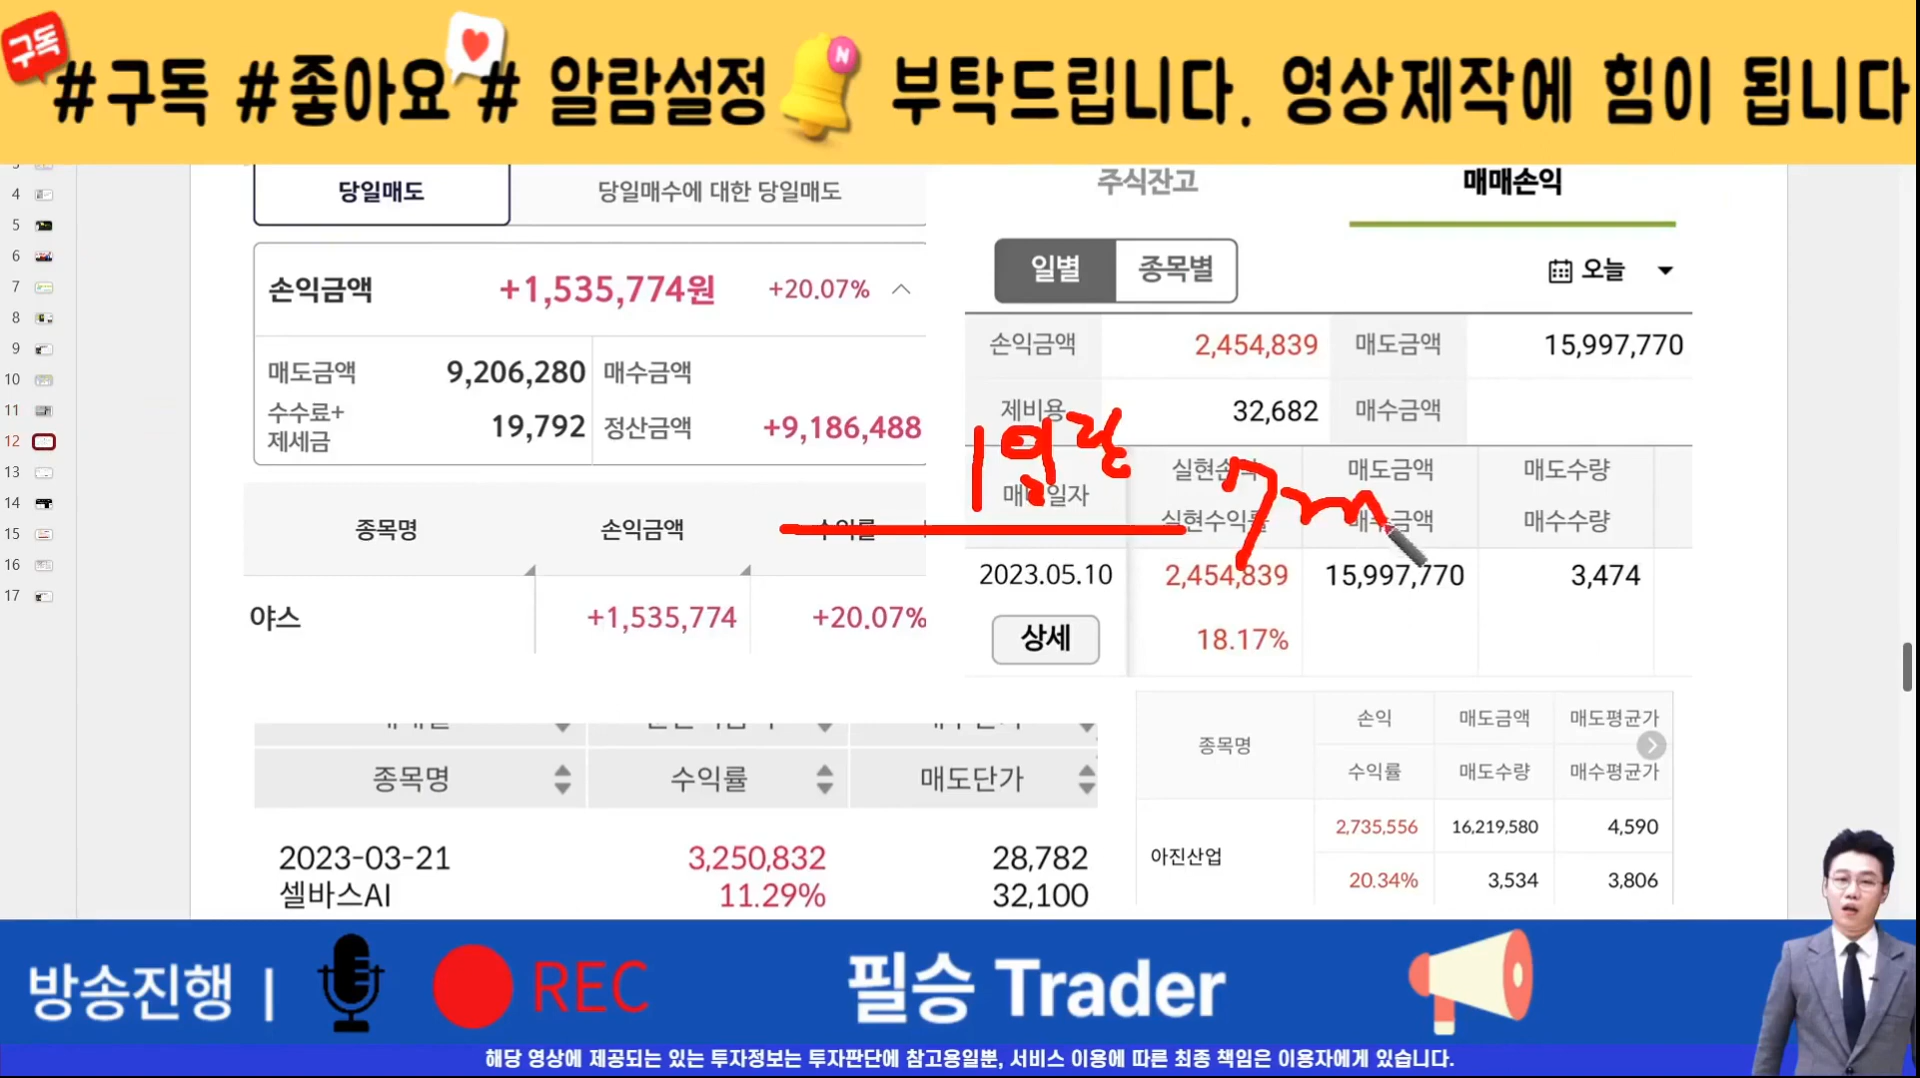 구독
#구독 #좋아요 # 알람설정 N 부탁드립니다. 영상제작에 힘이 됩니다
4
5
6
7
8
9
10
11
12
13
14
15
16
17
당일매도 당일매수에 대한 당일매도
손익금액 +1,535,774원 +20.07%
매도금액 9,206,280 매수금액
수수료+
제세금 19,792 정산금액 +9,186,488
종목명 손익금액 수익률
야스 +1,535,774 +20.07%
주식잔고 매매손익
일별 종목별 오늘
손익금액 2,454,839 매도금액 15,997,770
제비용 32,682 매수금액
매매일자 실현손익 매도금액 매도수량
실현수익률 매수금액 매수수량
2023.05.10 2,454,839 15,997,770 3,474
상세 18.17%
종목명 수익률 매도단가
2023-03-21 3,250,832 28,782
셀바스AI 11.29% 32,100
종목명 손익 매도금액 매도평균가
수익률 매도수량 매수평균가
아진산업 2,735,556 16,219,580 4,590
20.34% 3,534 3,806
방송진행 | REC 필승 Trader
해당 영상에 제공되는 있는 투자정보는 투자판단에 참고용일뿐, 서비스 이용에 따른 최종 책임은 이용자에게 있습니다.